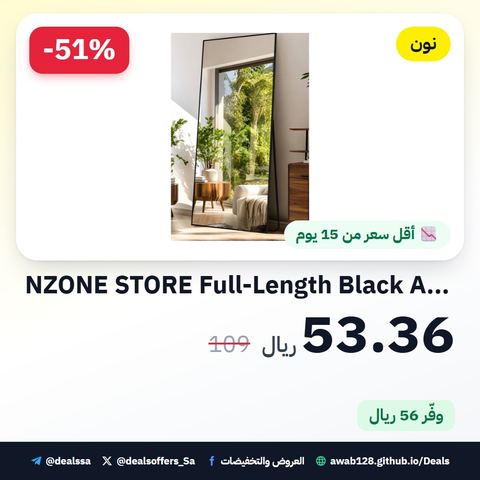 -51%
نون
أقل سعر من 15 يوم
NZONE STORE Full-Length Black A...
53.36 ريال 109
وفّر 56 ريال
@dealssa @dealsoffers_Sa العروض والتخفيضات awab128.github.io/Deals